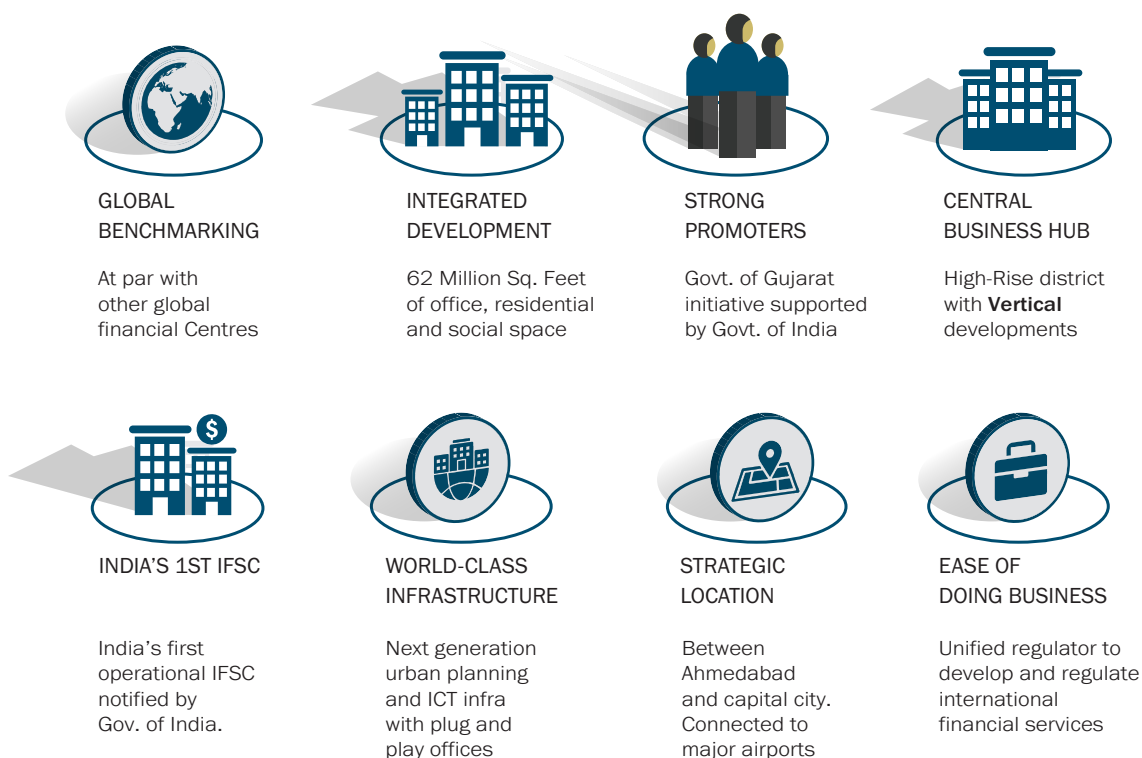 GLOBAL
BENCHMARKING
At par with
other global
financial Centres
INTEGRATED
DEVELOPMENT
62 Million Sq. Feet
of office, residential
and social space
STRONG
PROMOTERS
Govt. of Gujarat
initiative supported
by Govt. of India
CENTRAL
BUSINESS HUB
High-Rise district
with Vertical
developments
$
INDIA'S 1ST IFSC
India's first
operational IFSC
notified by
Gov. of India.
WORLD-CLASS
INFRASTRUCTURE
Next generation
urban planning
and ICT infra
with plug and
play offices
STRATEGIC
LOCATION
Between
Ahmedabad
and capital city.
Connected to
major airports
EASE OF
DOING BUSINESS
Unified regulator to
develop and regulate
international
financial services